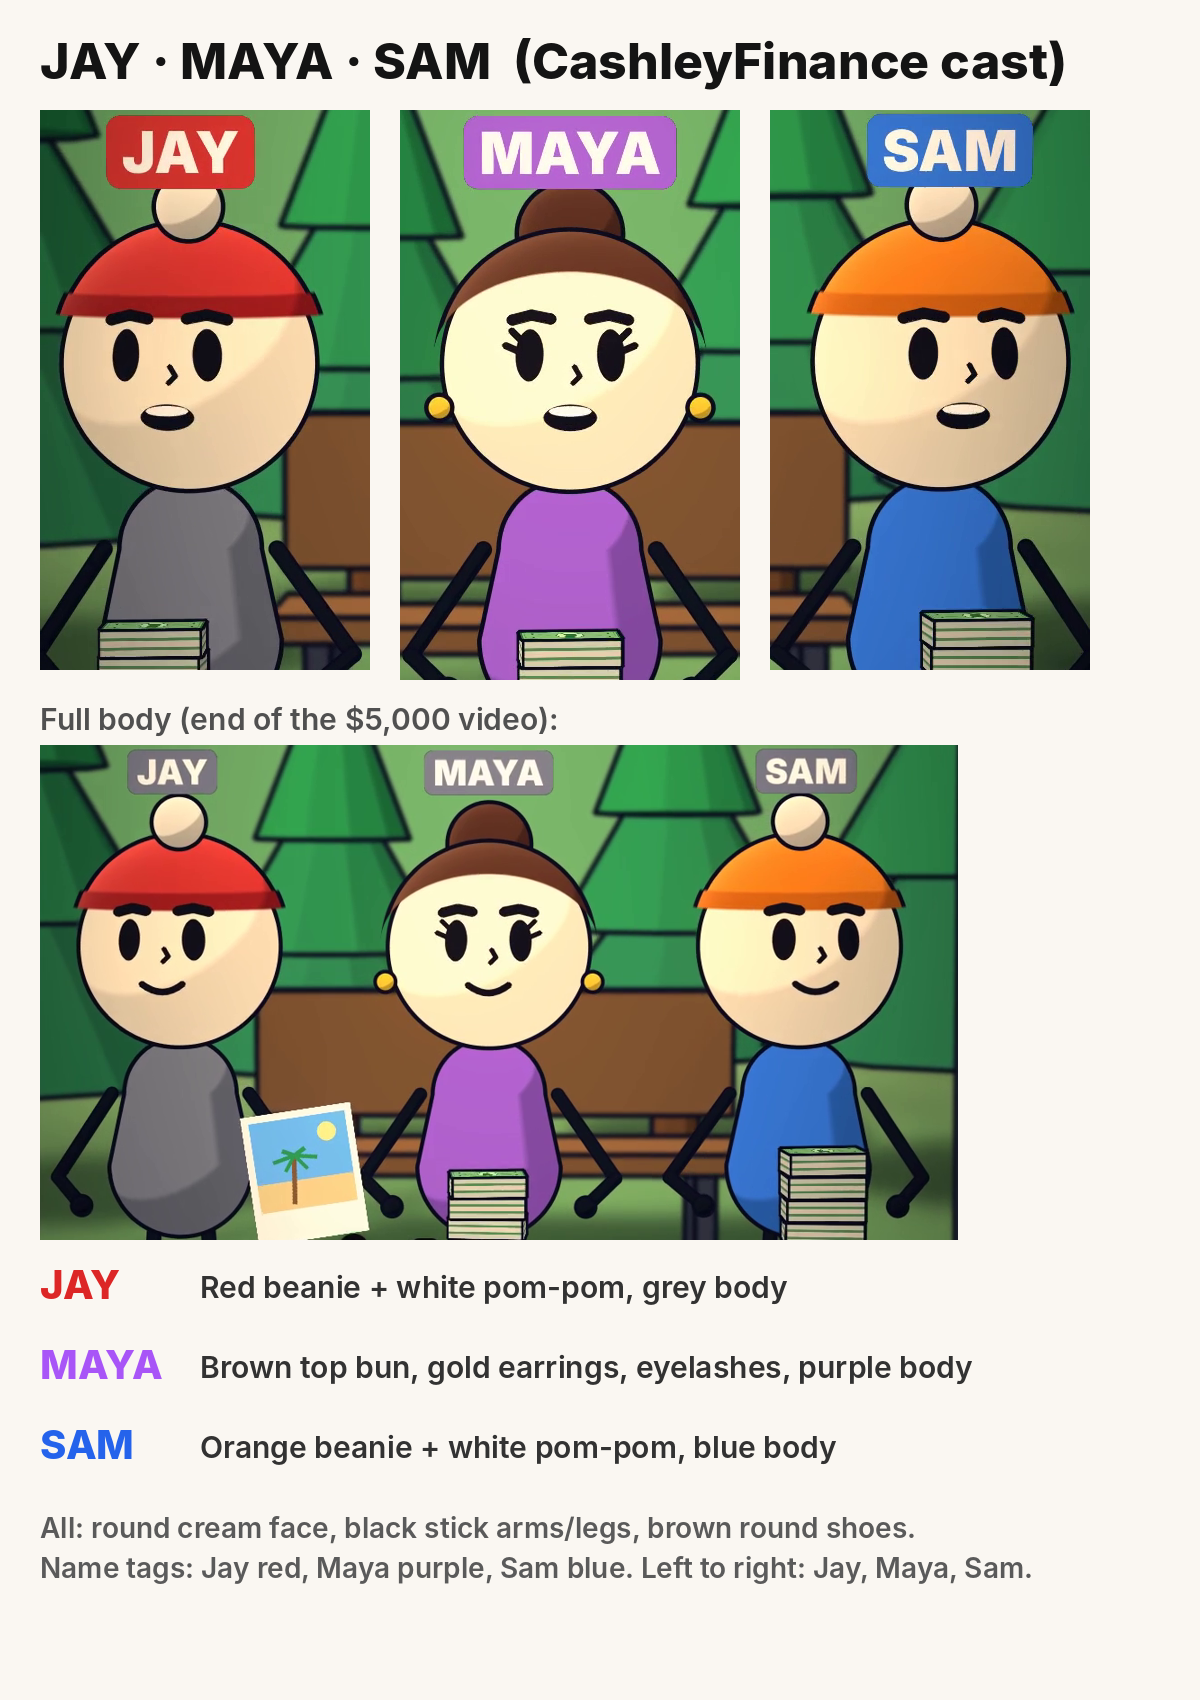 JAY · MAYA · SAM (CashleyFinance cast)
JAY
MAYA
SAM
Full body (end of the $5,000 video):
JAY
MAYA
SAM
JAY Red beanie + white pom-pom, grey body
MAYA Brown top bun, gold earrings, eyelashes, purple body
SAM Orange beanie + white pom-pom, blue body
All: round cream face, black stick arms/legs, brown round shoes.
Name tags: Jay red, Maya purple, Sam blue. Left to right: Jay, Maya, Sam.